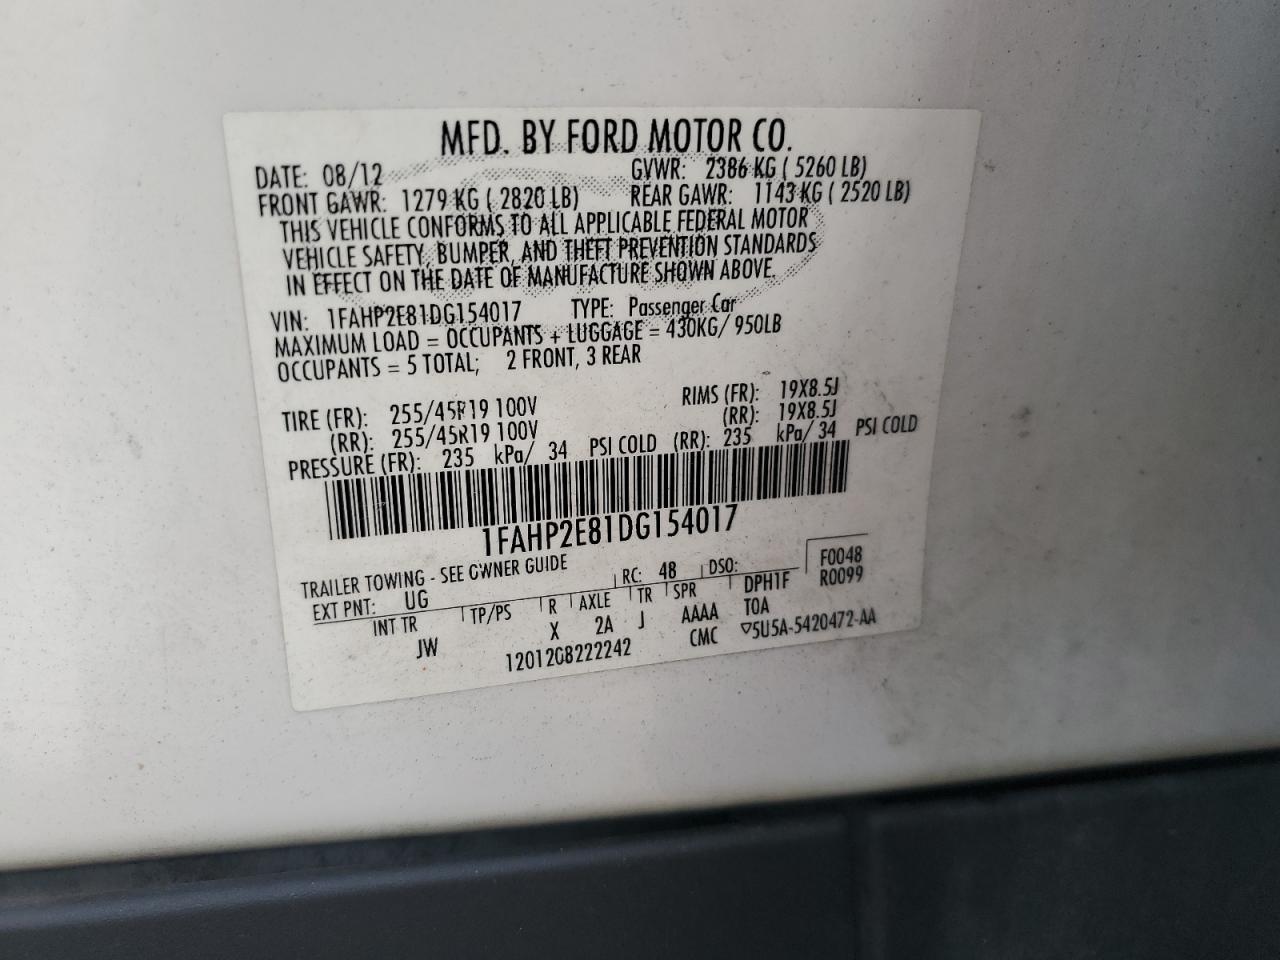 MFD. BY FORD MOTOR CO.
DATE: 08/12 GVWR: 2386 KG ( 5260 LB)
FRONT GAWR: 1279 KG ( 2820 LB) REAR GAWR: 1143 KG ( 2520 LB)
THIS VEHICLE CONFORMS TO ALL APPLICABLE FEDERAL MOTOR
VEHICLE SAFETY, BUMPER, AND THEFT PREVENTION STANDARDS
IN EFFECT ON THE DATE OF MANUFACTURE SHOWN ABOVE.
VIN: 1FAHP2E81DG154017 TYPE: Passenger Car
MAXIMUM LOAD = OCCUPANTS + LUGGAGE = 430KG/ 950LB
OCCUPANTS = 5 TOTAL; 2 FRONT, 3 REAR
TIRE (FR): 255/45R19 100V RIMS (FR): 19X8.5J
(RR): 255/45R19 100V (RR): 19X8.5J
PRESSURE (FR): 235 kPa/ 34 PSI COLD (RR): 235 kPa/ 34 PSI COLD
1FAHP2E81DG154017
TRAILER TOWING - SEE OWNER GUIDE
EXT PNT: UG RC: 48 DSO: F0048
R0099
INT TR TP/PS R AXLE TR SPR DPH1F
JW X 2A J AAAA TOA
1201208222242 CMC ▽5U5A-5420472-AA